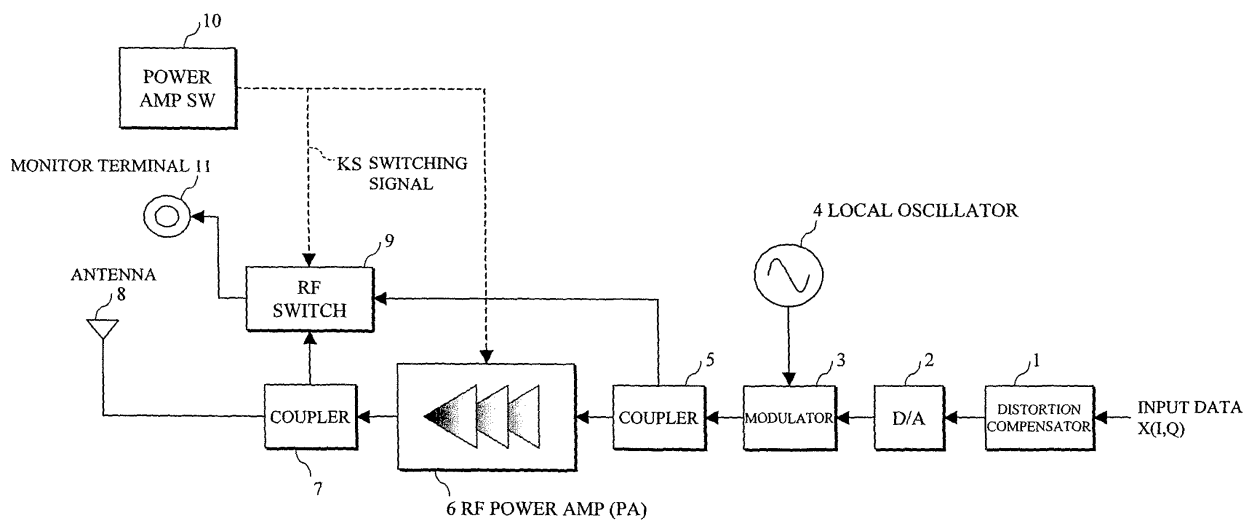 10
POWER
AMP SW
KS SWITCHING
SIGNAL
MONITOR TERMINAL 11
4 LOCAL OSCILLATOR
9
RF
SWITCH
ANTENNA
8
5
COUPLER
3
MODULATOR
2
D/A
1
DISTORTION
COMPENSATOR
INPUT DATA
X(I,Q)
COUPLER
7
6 RF POWER AMP (PA)